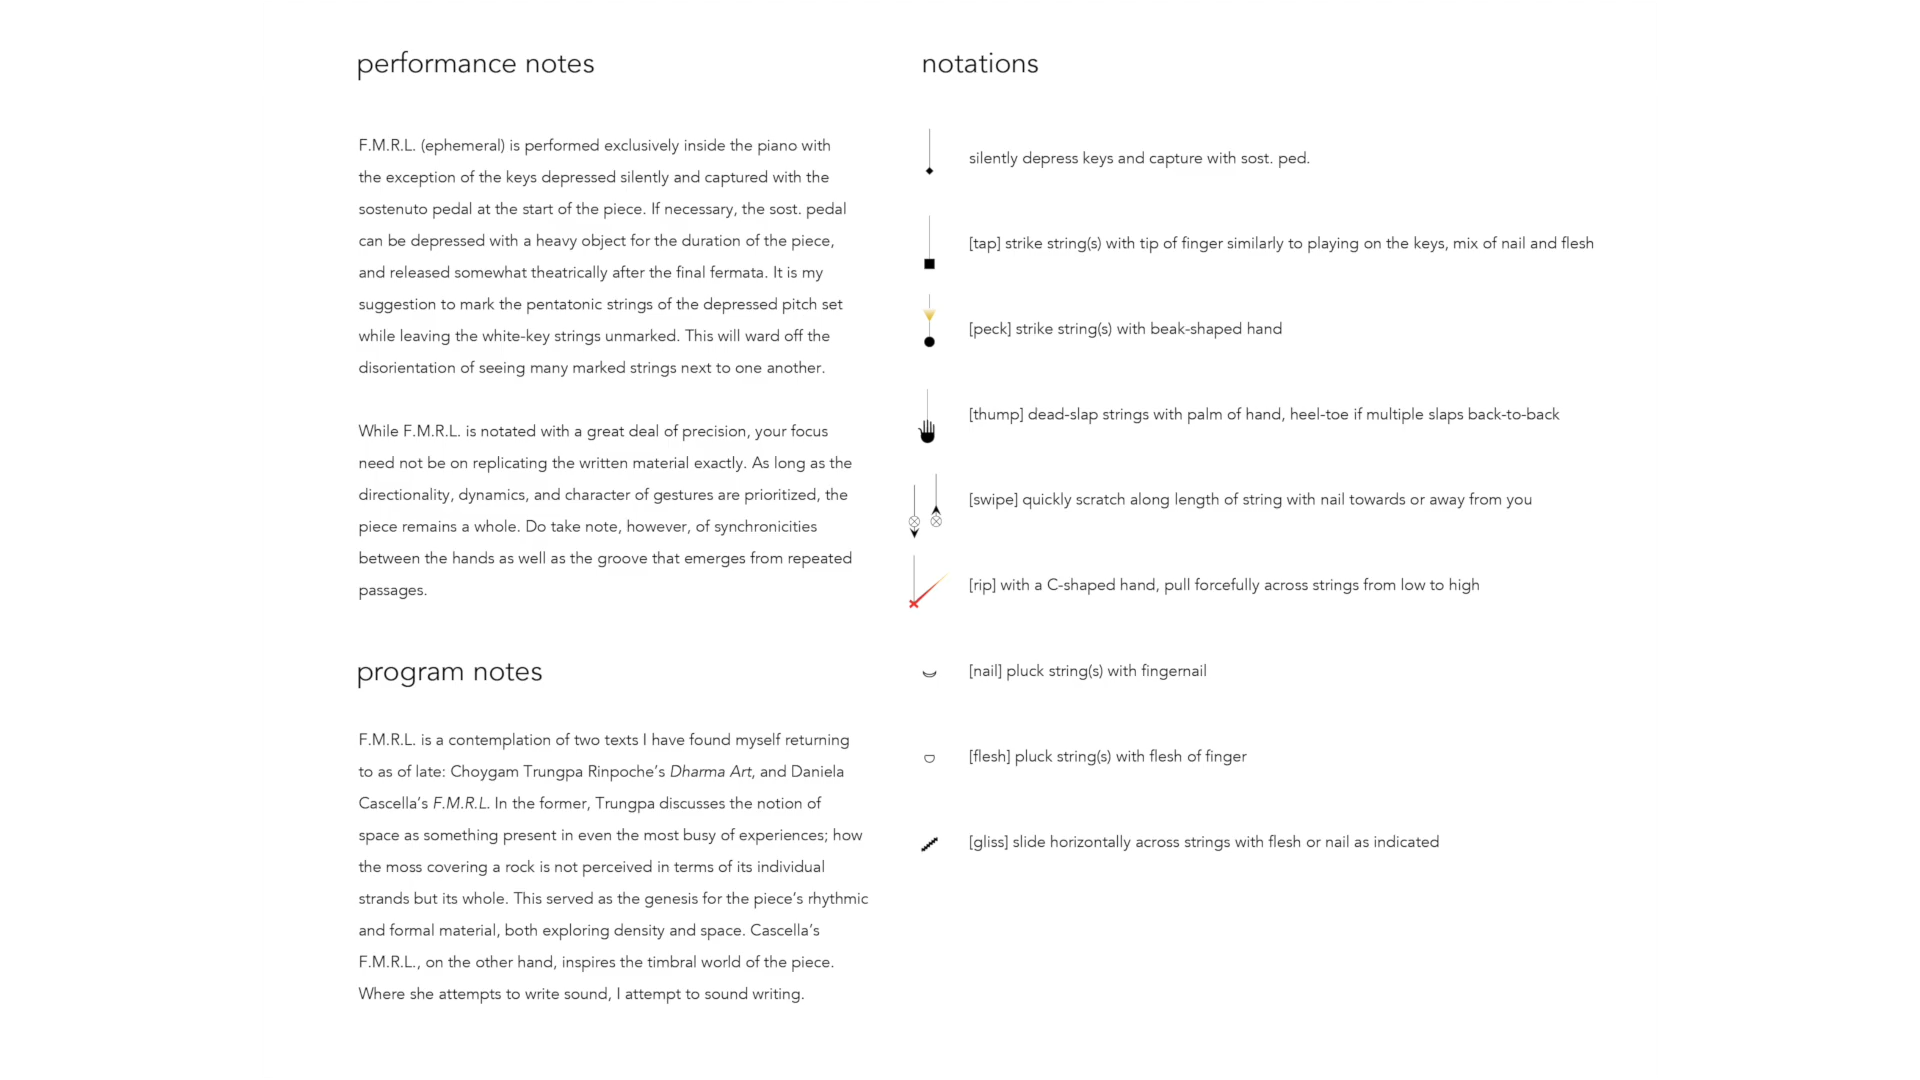 performance notes
F.M.R.L. (ephemeral) is performed exclusively inside the piano with
the exception of the keys depressed silently and captured with the
sostenuto pedal at the start of the piece. If necessary, the sost. pedal
can be depressed with a heavy object for the duration of the piece,
and released somewhat theatrically after the final fermata. It is my
suggestion to mark the pentatonic strings of the depressed pitch set
while leaving the white-key strings unmarked. This will ward off the
disorientation of seeing many marked strings next to one another.
While F.M.R.L. is notated with a great deal of precision, your focus
need not be on replicating the written material exactly. As long as the
directionality, dynamics, and character of gestures are prioritized, the
piece remains a whole. Do take note, however, of synchronicities
between the hands as well as the groove that emerges from repeated
passages.
program notes
F.M.R.L. is a contemplation of two texts I have found myself returning
to as of late: Choygam Trungpa Rinpoche’s Dharma Art, and Daniela
Cascella’s F.M.R.L. In the former, Trungpa discusses the notion of
space as something present in even the most busy of experiences; how
the moss covering a rock is not perceived in terms of its individual
strands but its whole. This served as the genesis for the piece’s rhythmic
and formal material, both exploring density and space. Cascella’s
F.M.R.L., on the other hand, inspires the timbral world of the piece.
Where she attempts to write sound, I attempt to sound writing.
notations
silently depress keys and capture with sost. ped.
[tap] strike string(s) with tip of finger similarly to playing on the keys, mix of nail and flesh
[peck] strike string(s) with beak-shaped hand
[thump] dead-slap strings with palm of hand, heel-toe if multiple slaps back-to-back
[swipe] quickly scratch along length of string with nail towards or away from you
[rip] with a C-shaped hand, pull forcefully across strings from low to high
[nail] pluck string(s) with fingernail
[flesh] pluck string(s) with flesh of finger
[gliss] slide horizontally across strings with flesh or nail as indicated